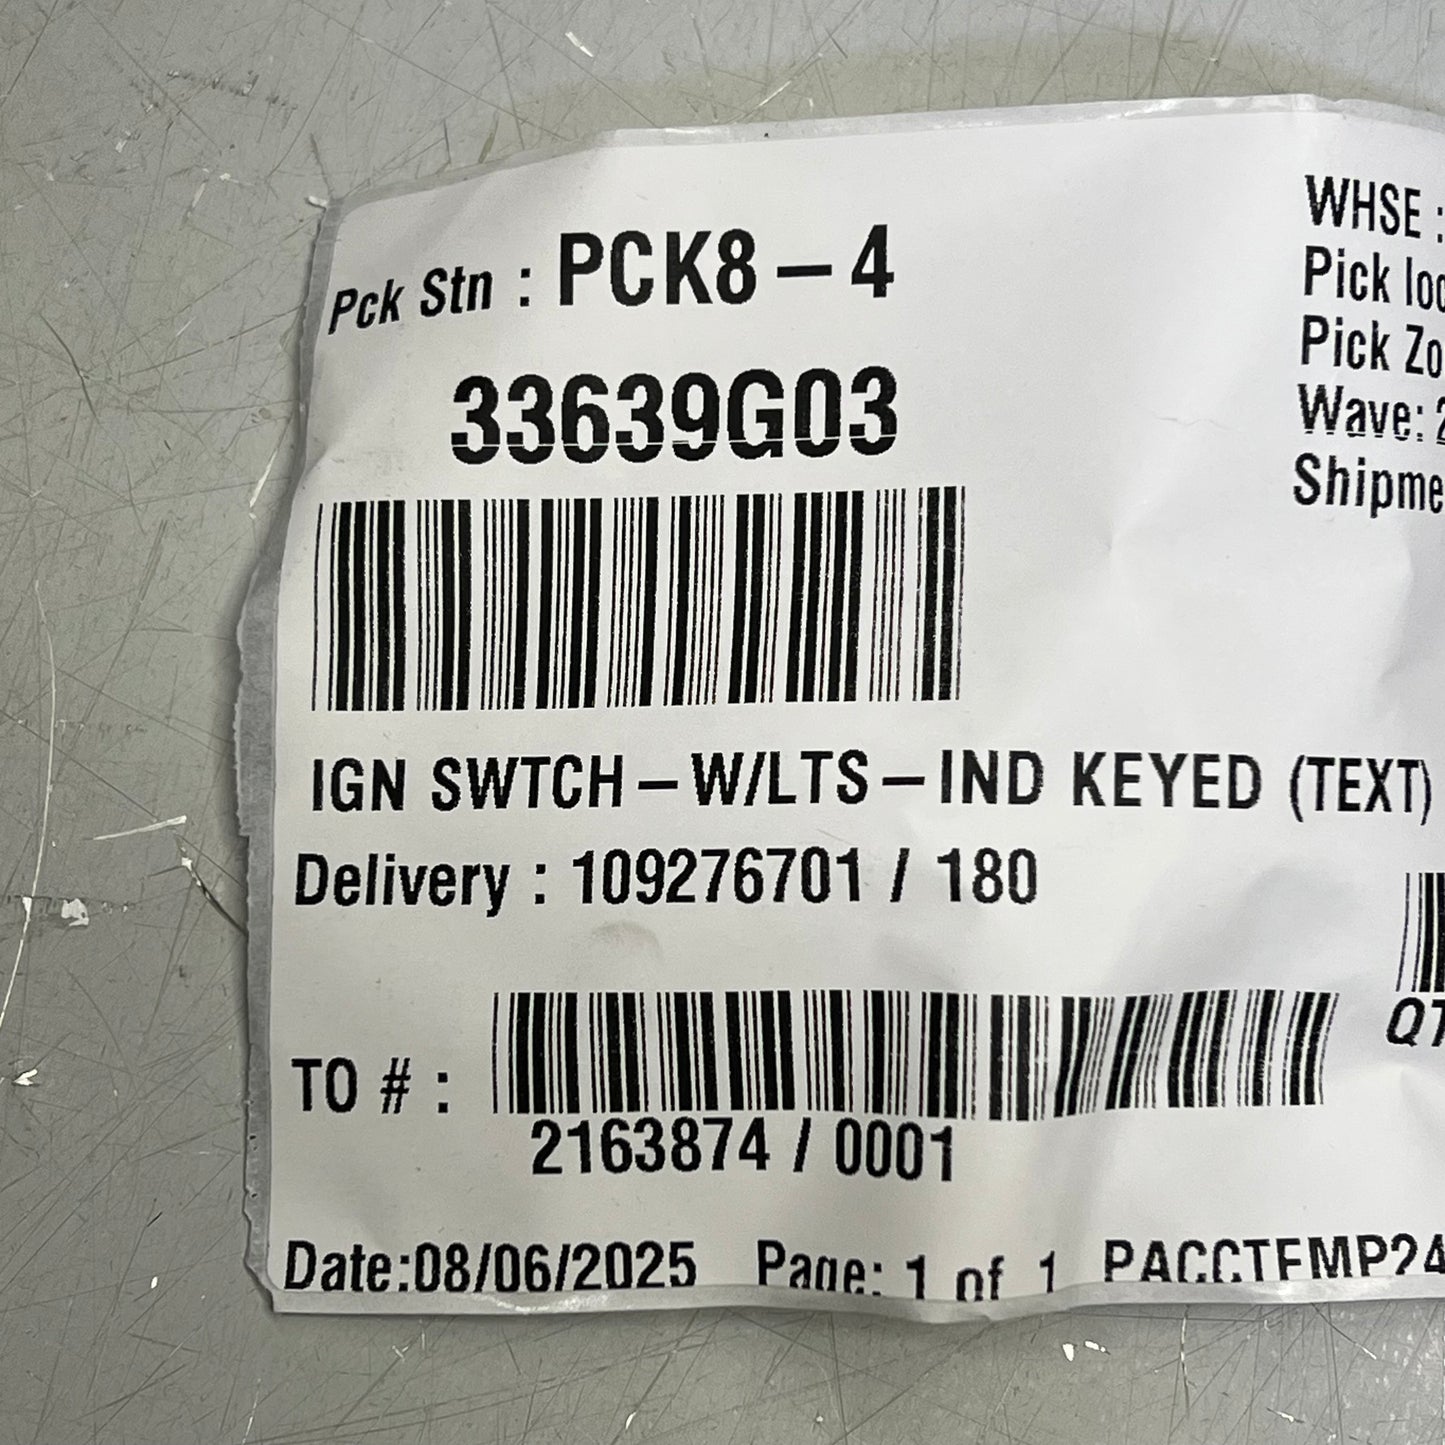 Pck Stn : PCK8-4
33639G03
IGN SWTCH-W/LTS-IND KEYED (TEXT)
Delivery : 109276701 / 180
TO # :
2163874 / 0001
Date:08/06/2025 Page: 1 of 1 PACCTEMP24
WHSE :
Pick loc
Pick Zo
Wave: 2
Shipme
QT